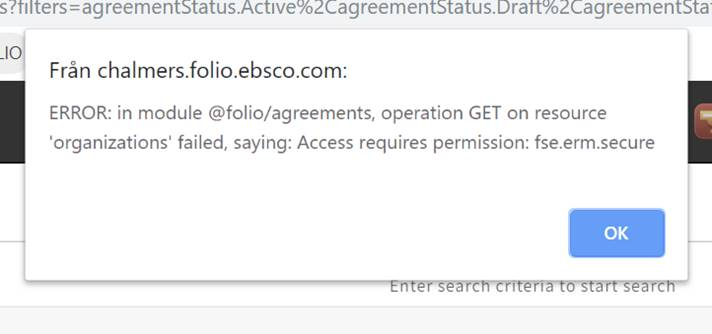 s?filters=agreementStatus.Active%2CagreementStatus.Draft%2CagreementStat
LIO
Från chalmers.folio.ebsco.com:
ERROR: in module @folio/agreements, operation GET on resource
'organizations' failed, saying: Access requires permission: fse.erm.secure
OK
Enter search criteria to start search